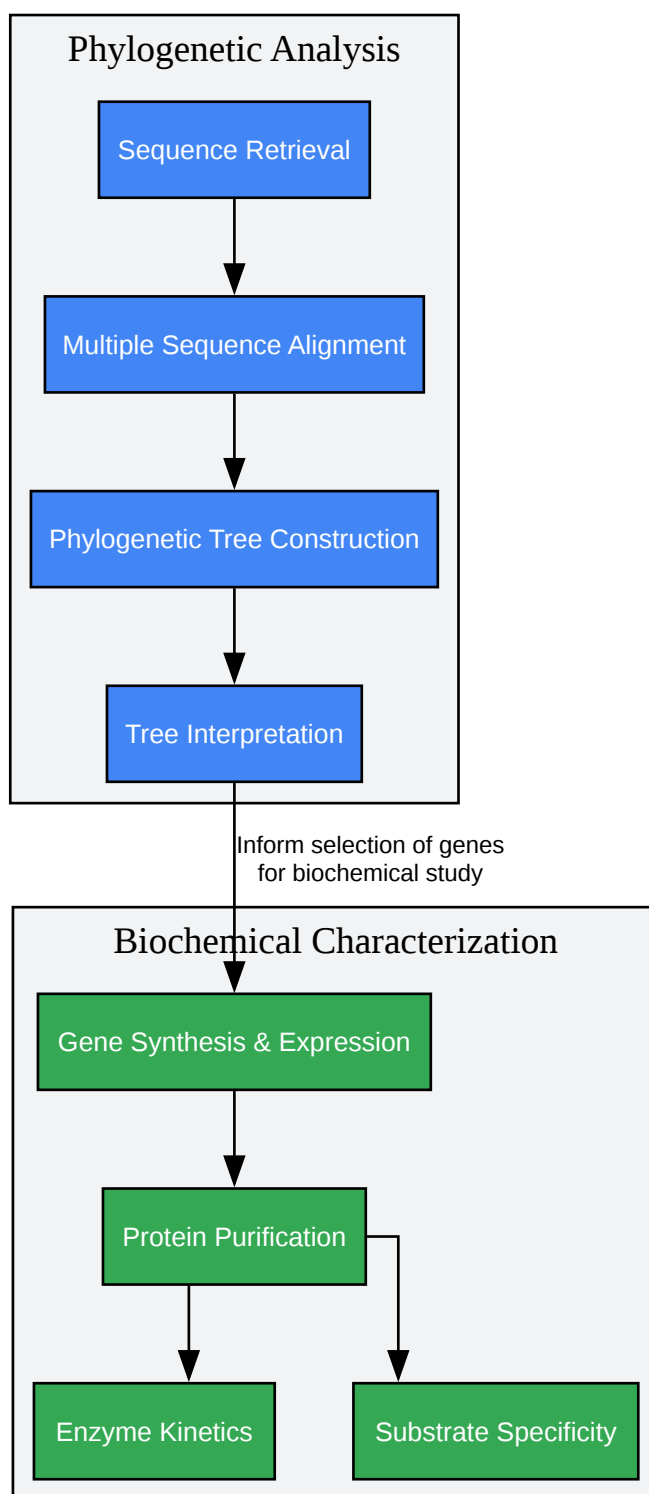 Phylogenetic Analysis
Sequence Retrieval
Multiple Sequence Alignment
Phylogenetic Tree Construction
Tree Interpretation
Inform selection of genes
for biochemical study
Biochemical Characterization
Gene Synthesis & Expression
Protein Purification
Enzyme Kinetics
Substrate Specificity